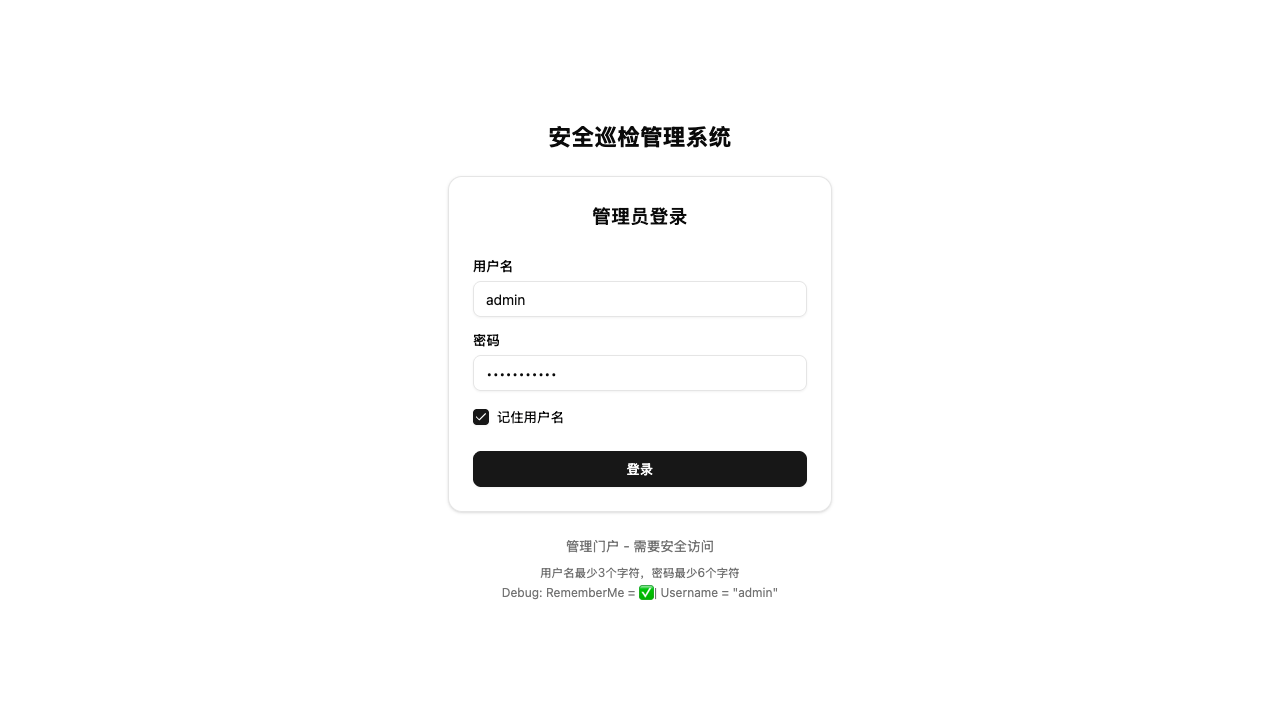 安全巡检管理系统
管理员登录
用户名
admin
密码
•••••••••••
记住用户名
登录
管理门户 - 需要安全访问
用户名最少3个字符，密码最少6个字符
Debug: RememberMe = ✅| Username = "admin"